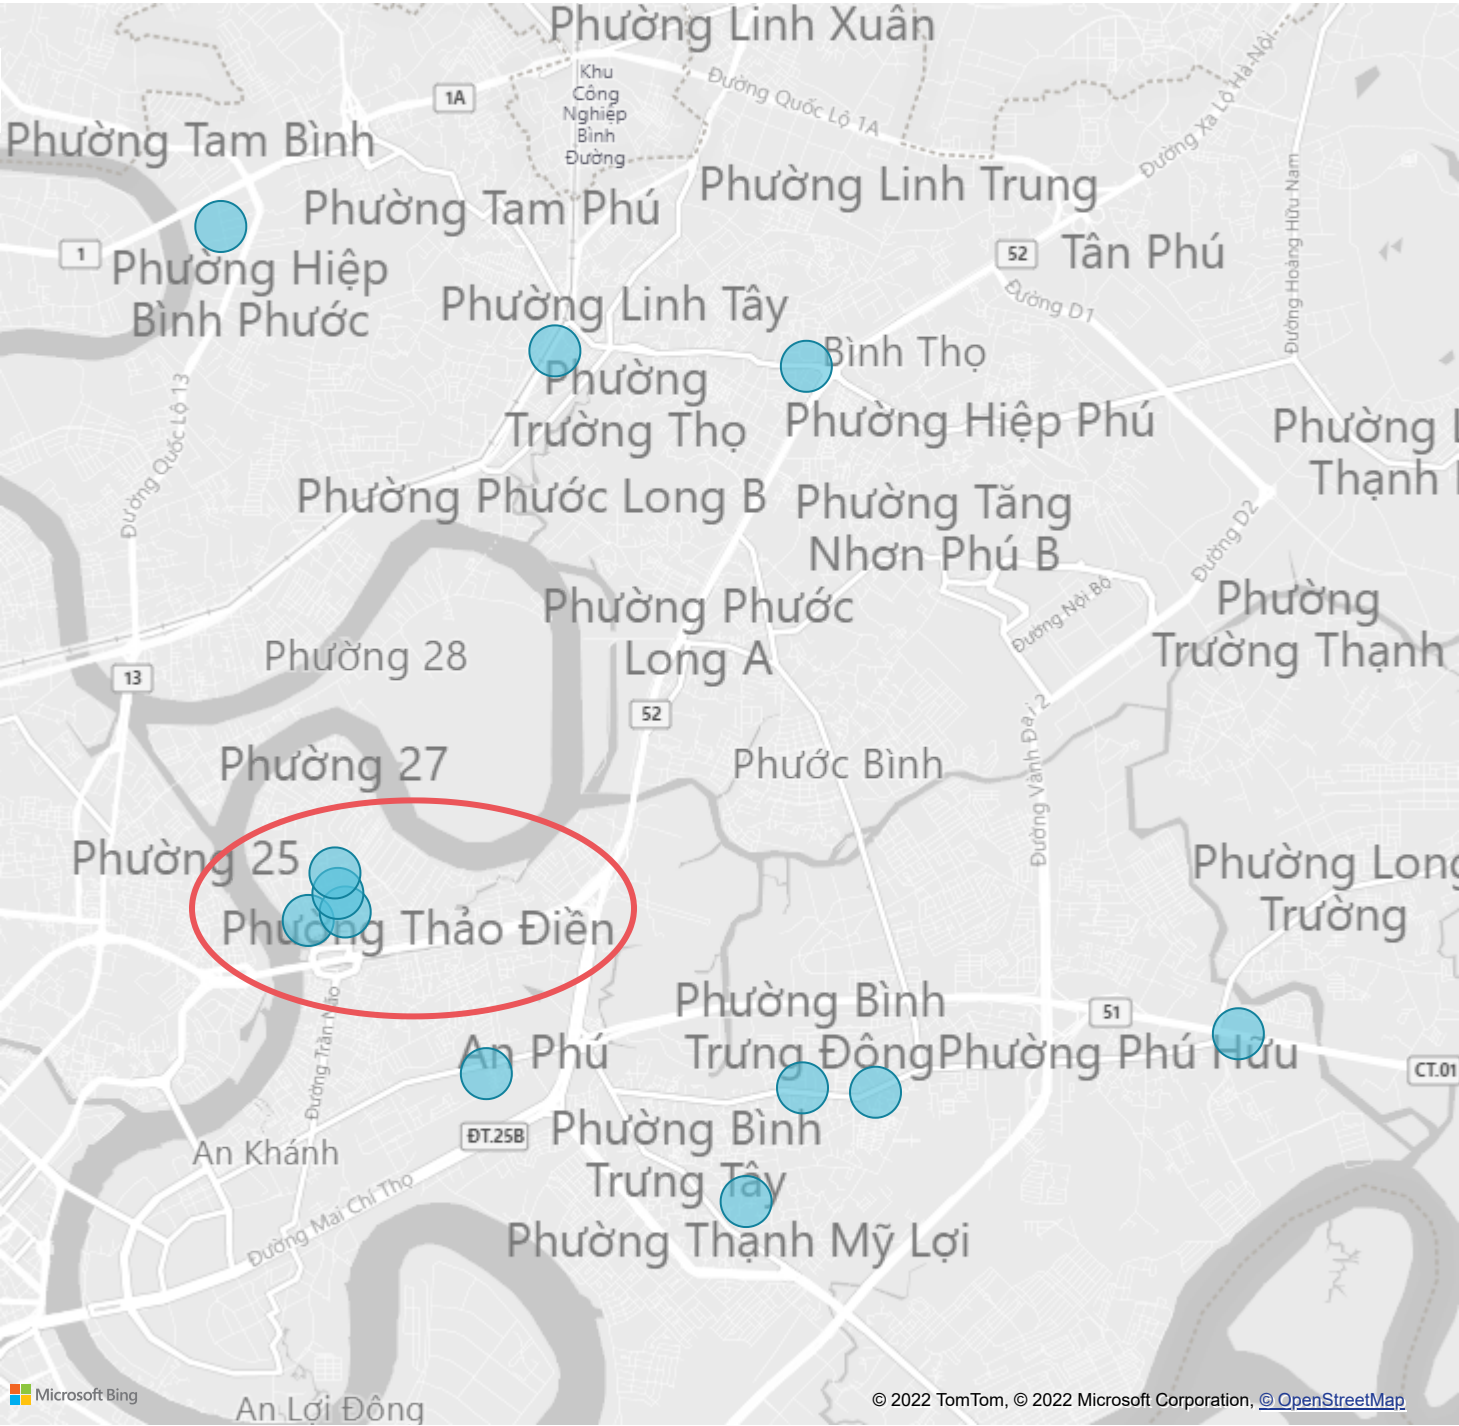 Phường Linh Xuân
Khu
Công
Nghiệp
Bình
Đường
Đường Quốc Lộ 1A
Đường Xa Lộ Hà Nội
1A
Phường Tam Bình
Phường Tam Phú
Phường Linh Trung
Đường Hoàng Hữu Nam
1
52
Tân Phú
Phường Hiệp
Bình Phước
Phường Linh Tây
Đường D1
Bình Thọ
Phường
Trường Thọ
Phường Hiệp Phú
Phường L
Thạnh
Đường Quốc Lộ 13
Phường Phước Long B
Phường Tăng
Nhơn Phú B
Đường D2
Đường Nội Bộ
Phường Phước
Long A
Phường
Trường Thạnh
Phường 28
13
52
Phường 27
Phước Bình
Đường Vành Đai 2
Phường 25
Phường Long
Trường
Phường Thảo Điền
Đường Trần Não
Phường Bình
Trưng Đông
51
An Phú
Phường Phú Hữu
CT.01
ĐT.25B
Phường Bình
Trưng Tây
An Khánh
Đường Mai Chí Thọ
Phường Thạnh Mỹ Lợi
Microsoft Bing
An Lợi Đông
© 2022 TomTom, © 2022 Microsoft Corporation, © OpenStreetMap